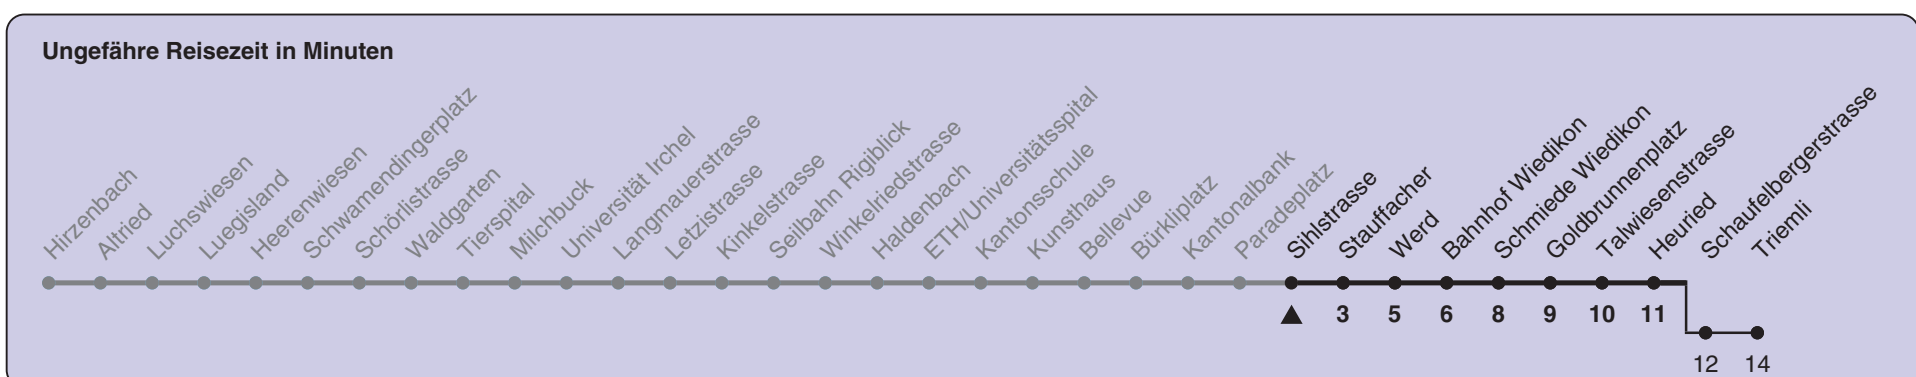 Ungefähre Reisezeit in Minuten
Hirzenbach
Altried
Luchswiesen
Luegisland
Heerenwiesen
Schwamendingerplatz
Schörlistrasse
Waldgarten
Tierspital
Milchbuck
Universität Irchel
Langmauerstrasse
Letzistrasse
Kinkelstrasse
Seilbahn Rigiblick
Winkelriedstrasse
Haldenbach
ETH/Universitätsspital
Kantonsschule
Kunsthaus
Bellevue
Bürkliplatz
Kantonalbank
Paradeplatz
Sihlstrasse
Stauffacher
Werd
Bahnhof Wiedikon
Schmiede Wiedikon
Goldbrunnenplatz
Talwiesenstrasse
Heuried
Schaufelbergerstrasse
Triemli
3 5 6 8 9 10 11
12 14